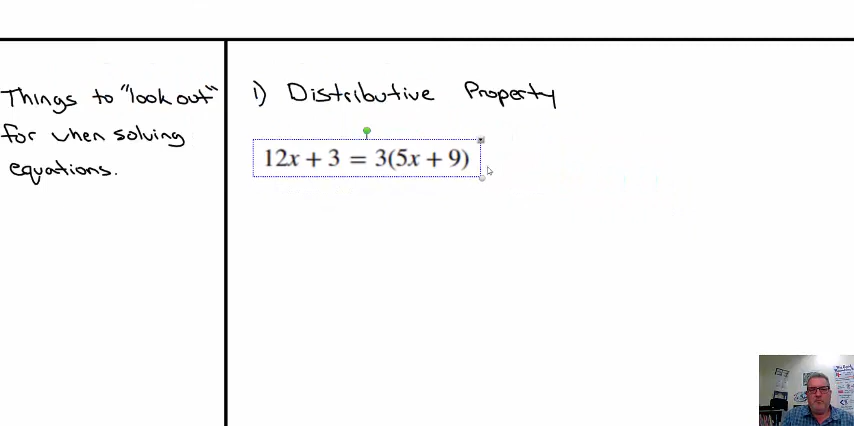 Things to "look out"
for when solving
equations.
1) Distributive Property
12x + 3 = 3(5x + 9)